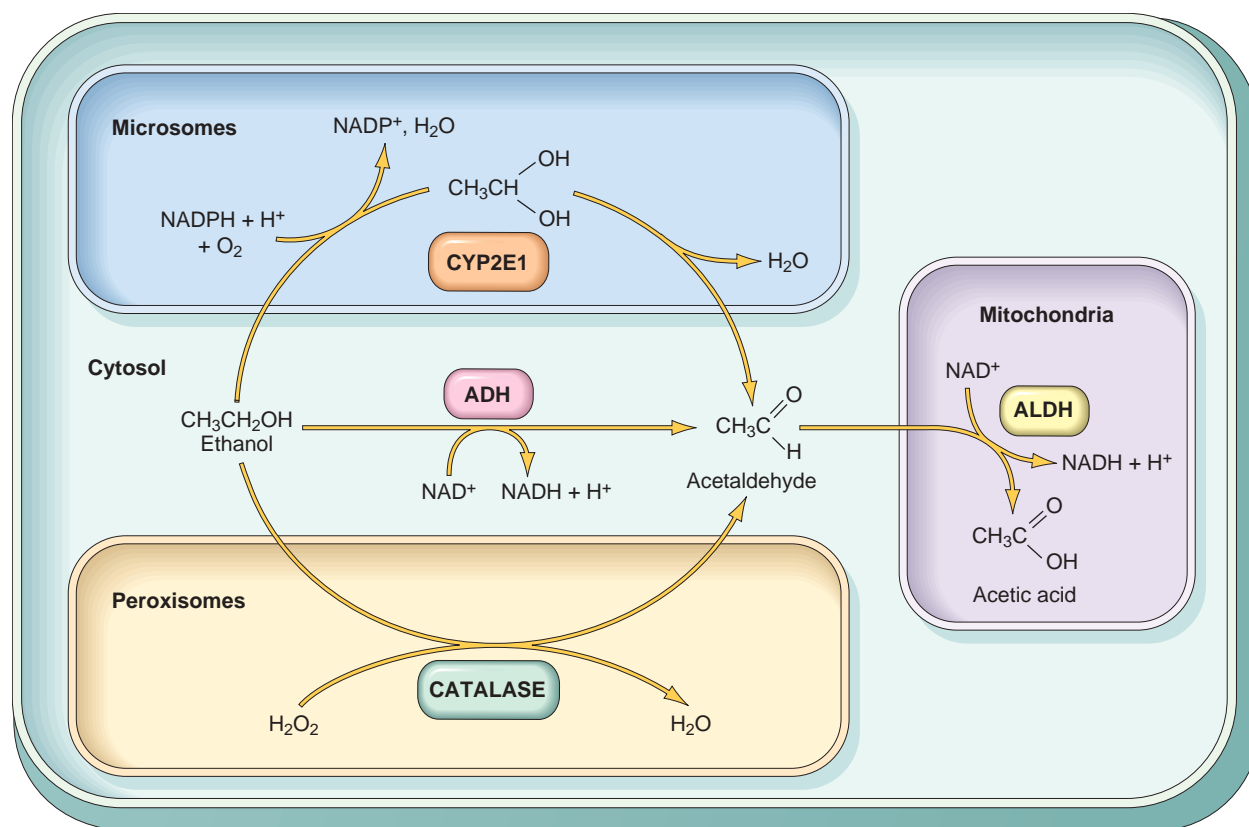 Microsomes
NADP⁺, H₂O
OH
CH₃CH
OH
NADPH + H⁺
+ O₂
CYP2E1
H₂O
Mitochondria
Cytosol
NAD⁺
ADH
ALDH
O
CH₃CH₂OH
Ethanol
CH₃C
H
NADH + H⁺
NAD⁺
NADH + H⁺
Acetaldehyde
O
CH₃C
OH
Acetic acid
Peroxisomes
CATALASE
H₂O₂
H₂O